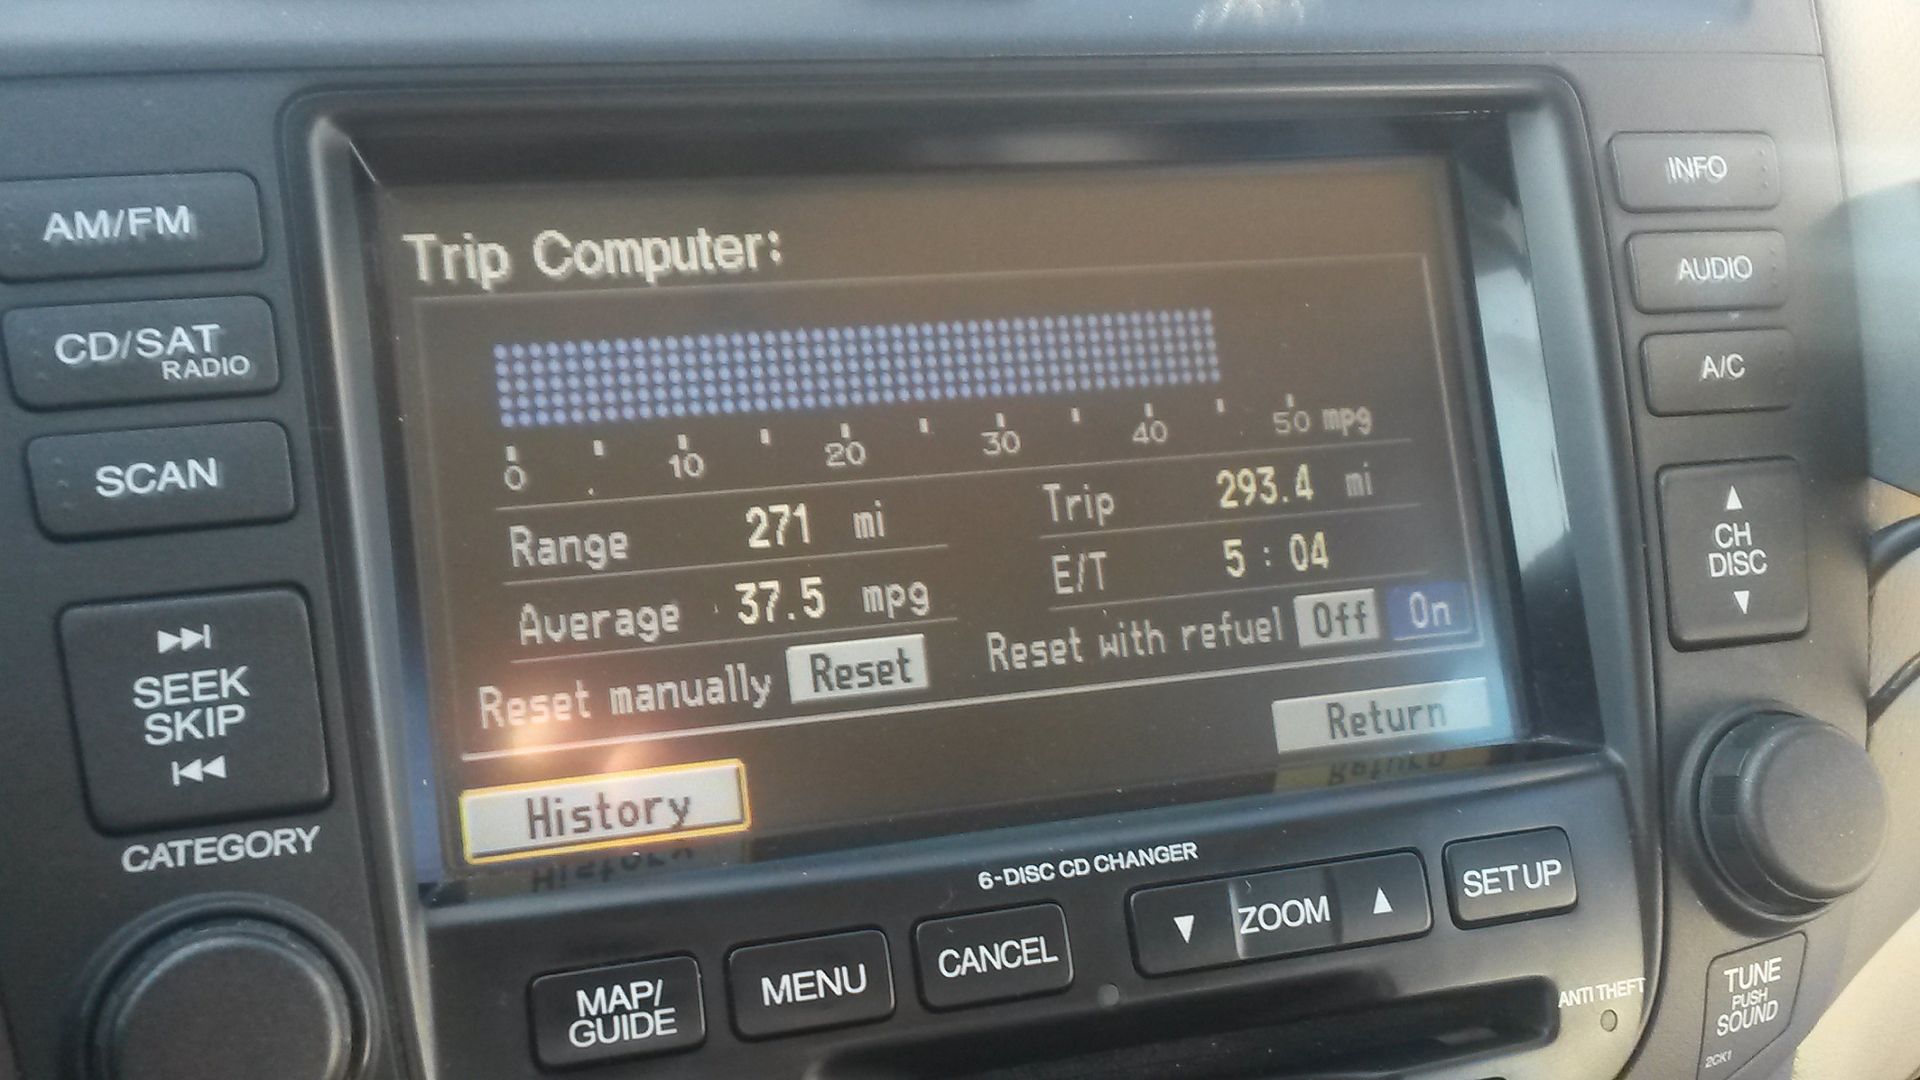 AM/FM
CD/SAT
RADIO
SCAN
SEEK
SKIP
CATEGORY
Trip Computer:
0 10 20 30 40 50 mpg
Range 271 mi
Trip 293.4 mi
Average 37.5 mpg
E/T 5:04
Reset manually Reset
Reset with refuel Off On
Return
History
6-DISC CD CHANGER
MAP/
GUIDE
MENU
CANCEL
ZOOM
SET UP
INFO
AUDIO
A/C
CH
DISC
ANTI THEFT
TUNE
PUSH
SOUND
2CK1